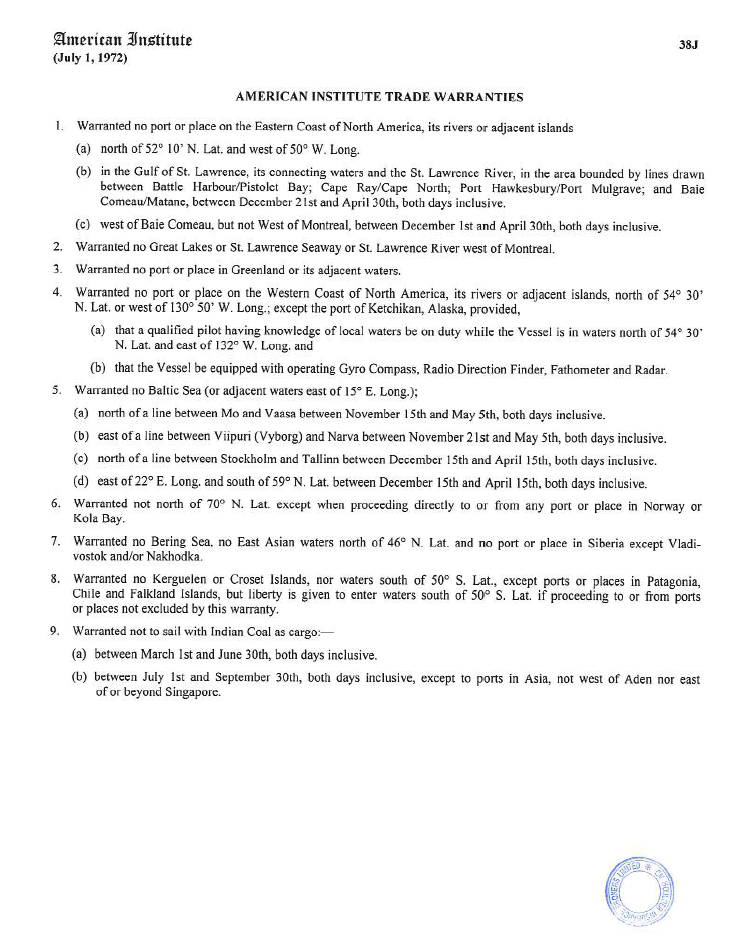 American Institute
(July 1, 1972)
38J
AMERICAN INSTITUTE TRADE WARRANTIES
1. Warranted no port or place on the Eastern Coast of North America, its rivers or adjacent islands
(a) north of 52° 10' N. Lat. and west of 50° W. Long.
(b) in the Gulf of St. Lawrence, its connecting waters and the St. Lawrence River, in the area bounded by lines drawn
between Battle Harbour/Pistolet Bay; Cape Ray/Cape North; Port Hawkesbury/Port Mulgrave; and Baie
Comeau/Matane, between December 21st and April 30th, both days inclusive.
(c) west of Baie Comeau, but not West of Montreal, between December 1st and April 30th, both days inclusive.
2. Warranted no Great Lakes or St. Lawrence Seaway or St. Lawrence River west of Montreal.
3. Warranted no port or place in Greenland or its adjacent waters.
4. Warranted no port or place on the Western Coast of North America, its rivers or adjacent islands, north of 54° 30'
N. Lat. or west of 130° 50' W. Long.; except the port of Ketchikan, Alaska, provided,
(a) that a qualified pilot having knowledge of local waters be on duty while the Vessel is in waters north of 54° 30'
N. Lat. and east of 132° W. Long. and
(b) that the Vessel be equipped with operating Gyro Compass, Radio Direction Finder, Fathometer and Radar.
5. Warranted no Baltic Sea (or adjacent waters east of 15° E. Long.);
(a) north of a line between Mo and Vaasa between November 15th and May 5th, both days inclusive.
(b) east of a line between Viipuri (Vyborg) and Narva between November 21st and May 5th, both days inclusive.
(c) north of a line between Stockholm and Tallinn between December 15th and April 15th, both days inclusive.
(d) east of 22° E. Long. and south of 59° N. Lat. between December 15th and April 15th, both days inclusive.
6. Warranted not north of 70° N. Lat. except when proceeding directly to or from any port or place in Norway or
Kola Bay.
7. Warranted no Bering Sea, no East Asian waters north of 46° N. Lat. and no port or place in Siberia except Vladi-
vostok and/or Nakhodka.
8. Warranted no Kerguelen or Croset Islands, nor waters south of 50° S. Lat., except ports or places in Patagonia,
Chile and Falkland Islands, but liberty is given to enter waters south of 50° S. Lat. if proceeding to or from ports
or places not excluded by this warranty.
9. Warranted not to sail with Indian Coal as cargo:—
(a) between March 1st and June 30th, both days inclusive.
(b) between July 1st and September 30th, both days inclusive, except to ports in Asia, not west of Aden nor east
of or beyond Singapore.
LIMITED